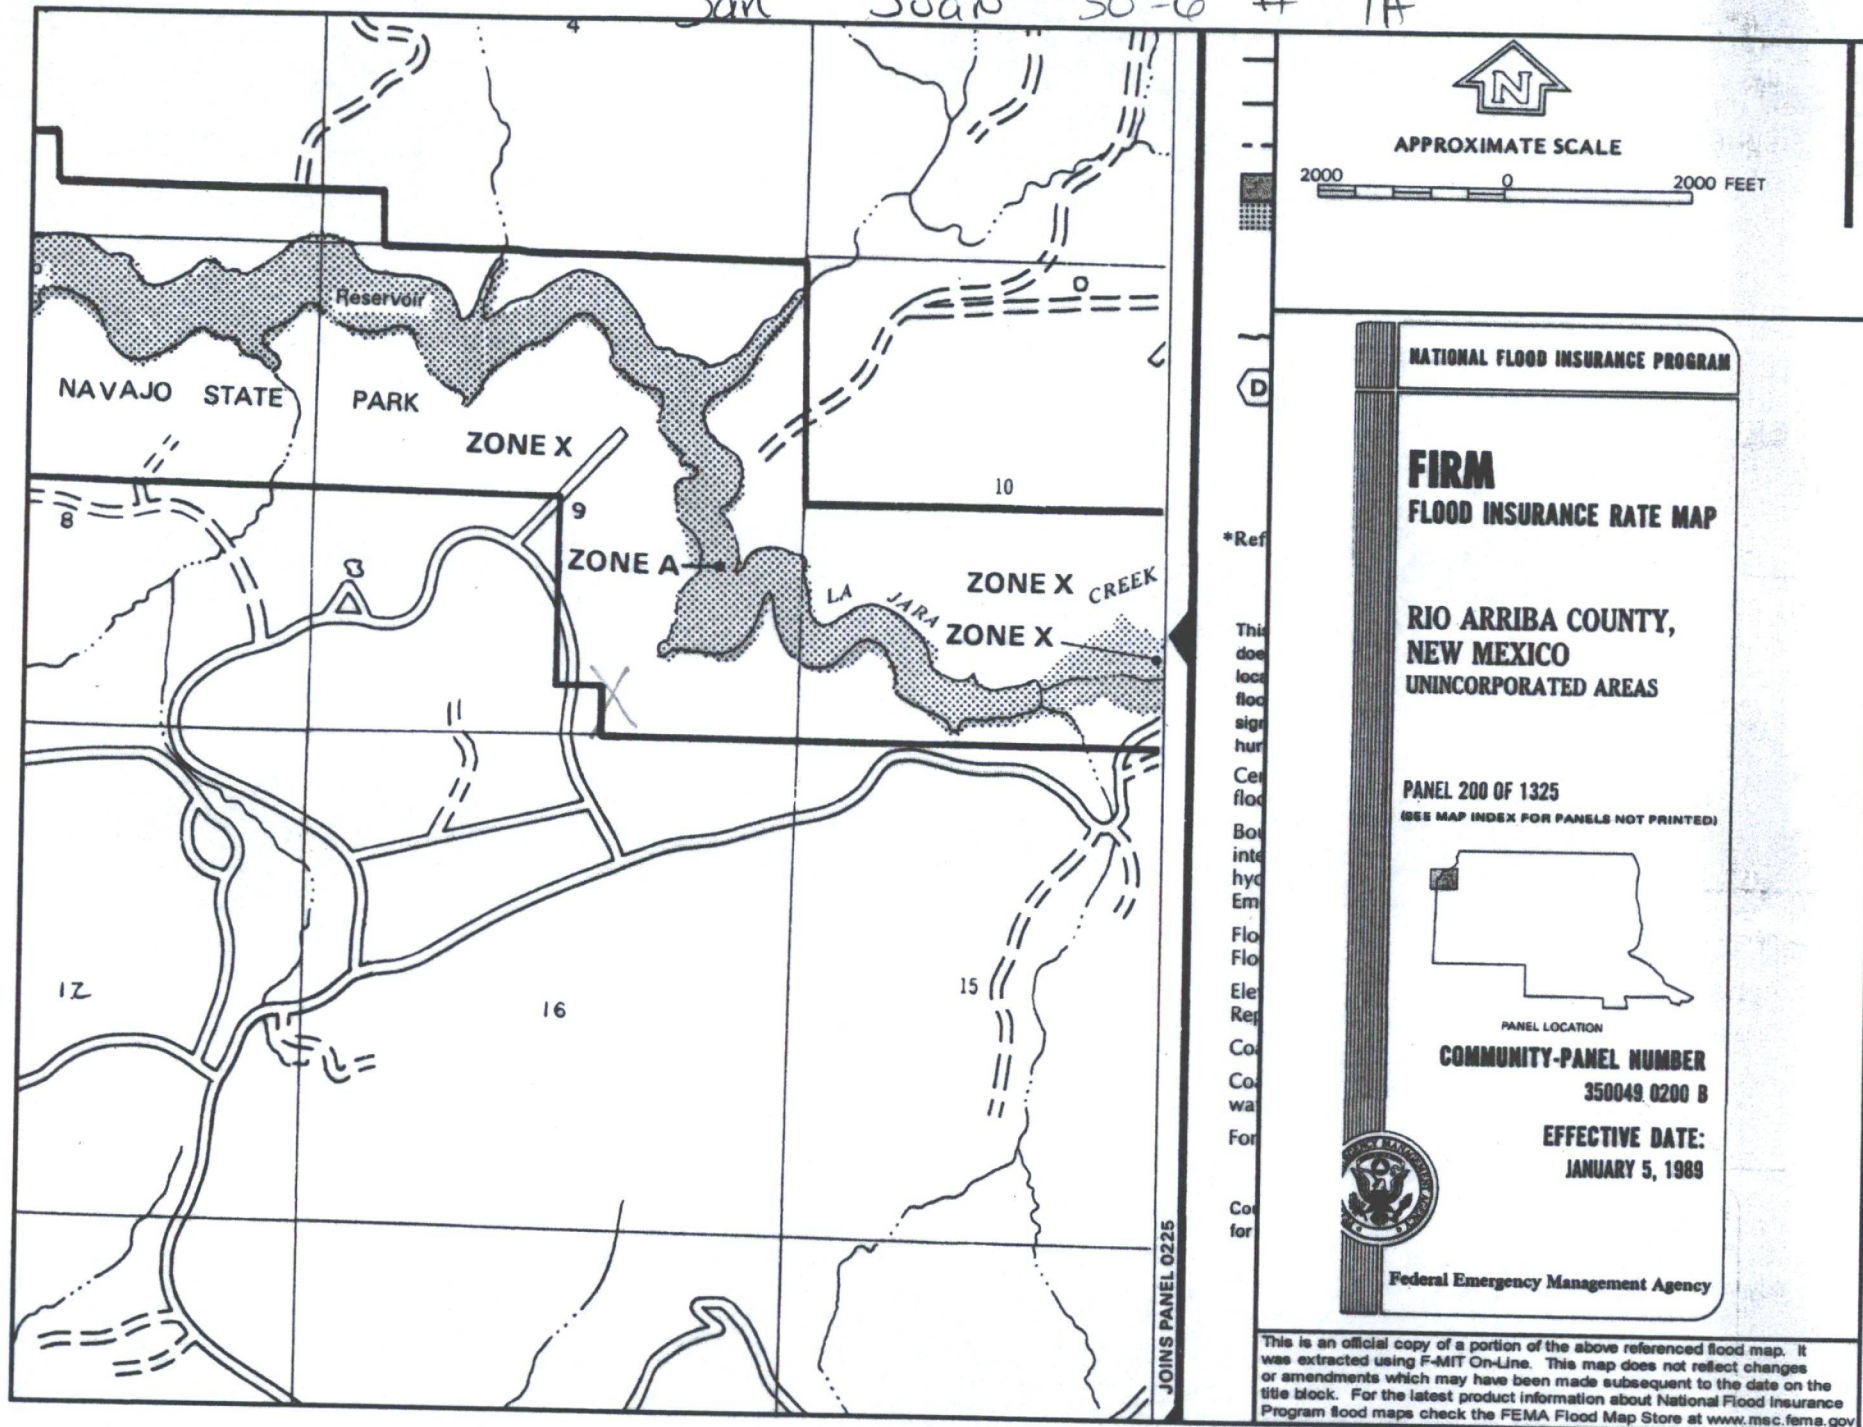 San Juan 30-6 # 1A
4
Reservoir
NAVAJO STATE PARK
ZONE X
10
8
9
ZONE A
ZONE X
LA JARA CREEK
ZONE X
X
17
16
15
JOINS PANEL 0225
N
APPROXIMATE SCALE
2000 0 2000 FEET
D
*Ref
NATIONAL FLOOD INSURANCE PROGRAM
FIRM
FLOOD INSURANCE RATE MAP
RIO ARRIBA COUNTY,
NEW MEXICO
UNINCORPORATED AREAS
PANEL 200 OF 1325
(SEE MAP INDEX FOR PANELS NOT PRINTED)
PANEL LOCATION
COMMUNITY-PANEL NUMBER
350049 0200 B
EFFECTIVE DATE:
JANUARY 5, 1989
Federal Emergency Management Agency
This is an official copy of a portion of the above referenced flood map. It
was extracted using F-MIT On-Line. This map does not reflect changes
or amendments which may have been made subsequent to the date on the
title block. For the latest product information about National Flood Insurance
Program flood maps check the FEMA Flood Map Store at www.msc.fema.gov